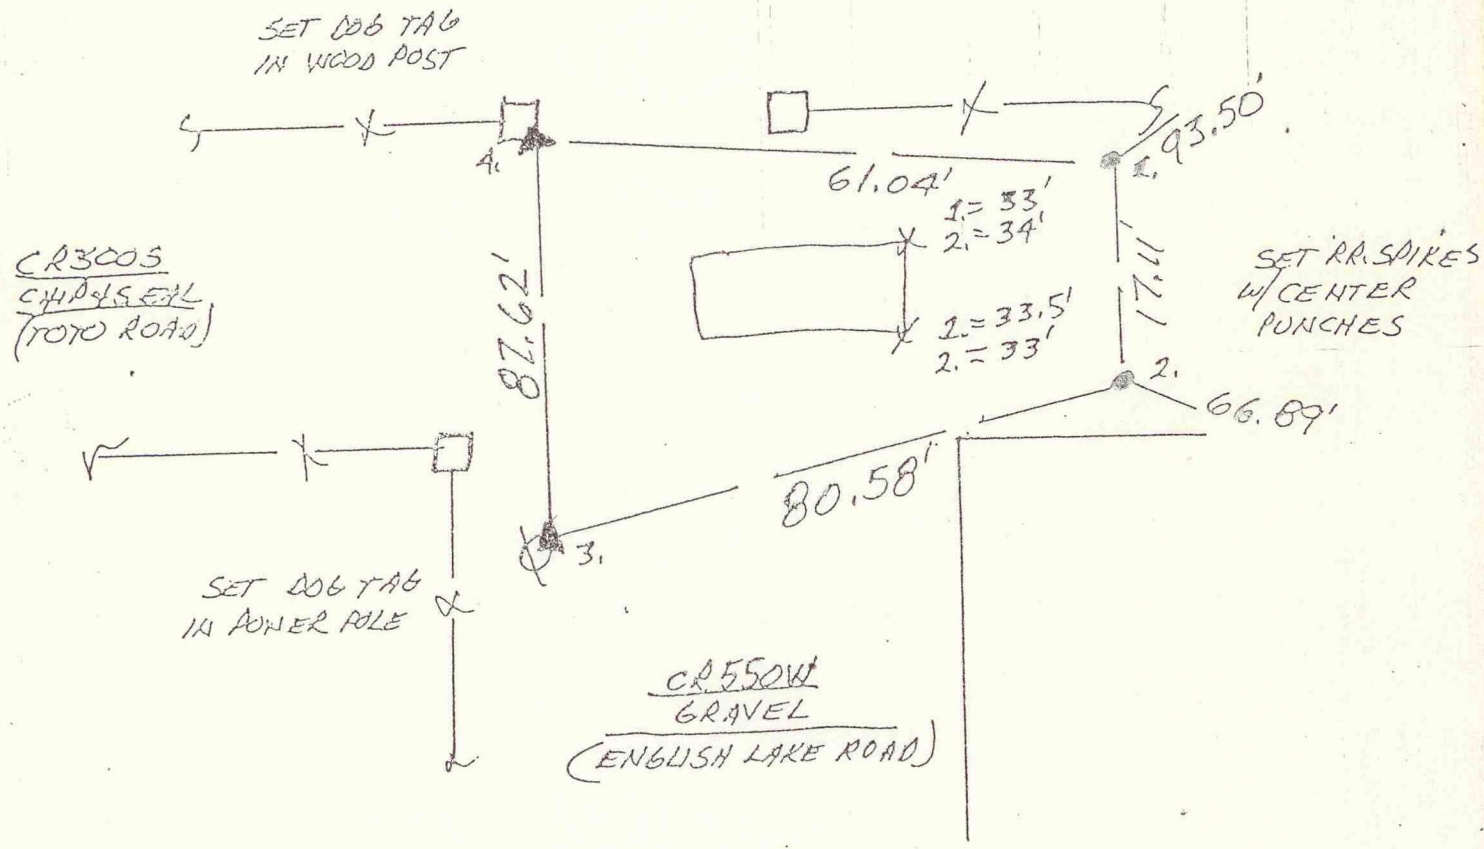 SET DOG TAG
IN WOOD POST
93.50'
4.
1.
61.04'
1.= 33'
2.= 34'
CR300S
CHIP&SEAL
(TOYO ROAD)
87.62'
17.11'
SET RR. SPIKES
W/ CENTER
PUNCHES
1.= 33.5'
2.= 33'
2.
66.89'
80.58'
3.
SET DOG TAG
IN POWER POLE
CR550W
GRAVEL
(ENGLISH LAKE ROAD)